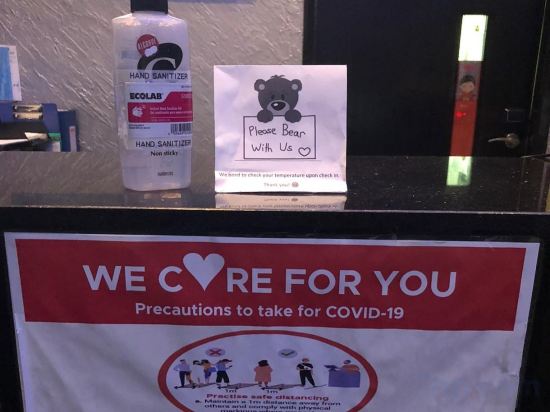 ALCOHOL
HAND SANITIZER
ECOLAB
HAND SANITIZER
Non sticky
Please Bear
With Us
We need to check your temperature upon check in.
Thank you!
WE C RE FOR YOU
Precautions to take for COVID-19
1m 1m
Practise safe distancing
a. Maintain a 1m distance away from
others and comply with physical